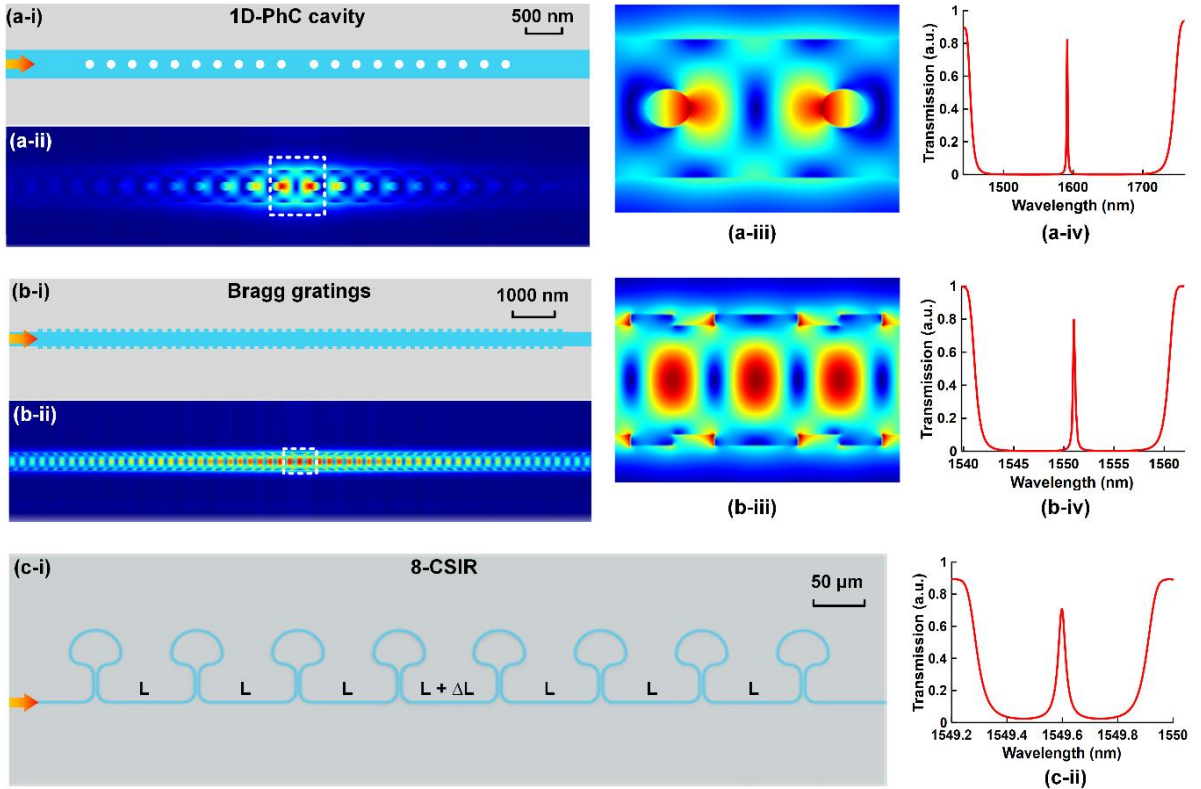 (a-i)
1D-PhC cavity
500 nm
(a-ii)
(a-iii)
Transmission (a.u.)
1
0.8
0.6
0.4
0.2
0
1500
1600
1700
Wavelength (nm)
(a-iv)
(b-i)
Bragg gratings
1000 nm
(b-ii)
(b-iii)
Transmission (a.u.)
1
0.8
0.6
0.4
0.2
0
1540
1545
1550
1555
1560
Wavelength (nm)
(b-iv)
(c-i)
8-CSIR
50 μm
L L L L + ΔL L L L
Transmission (a.u.)
1
0.8
0.6
0.4
0.2
0
1549.2
1549.4
1549.6
1549.8
1550
Wavelength (nm)
(c-ii)